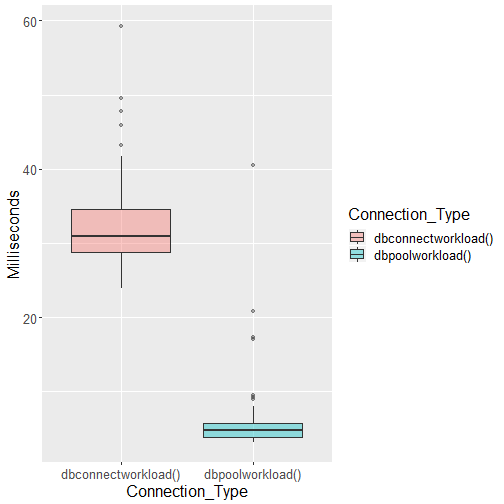 60
40
20
Milliseconds
dbconnectworkload()
dbpoolworkload()
Connection_Type
Connection_Type
dbconnectworkload()
dbpoolworkload()